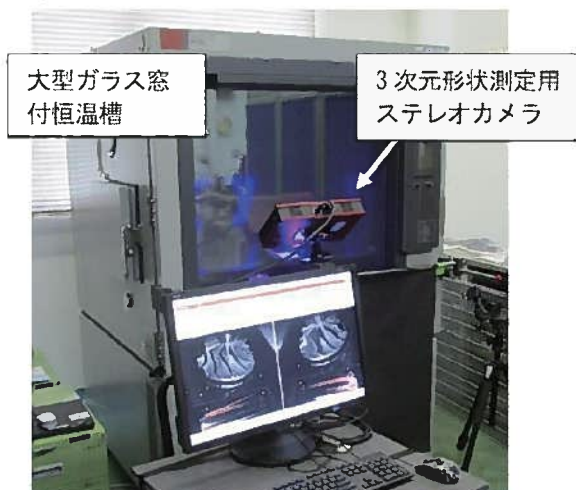 大型ガラス窓
付恒温槽
3次元形状測定用
ステレオカメラ